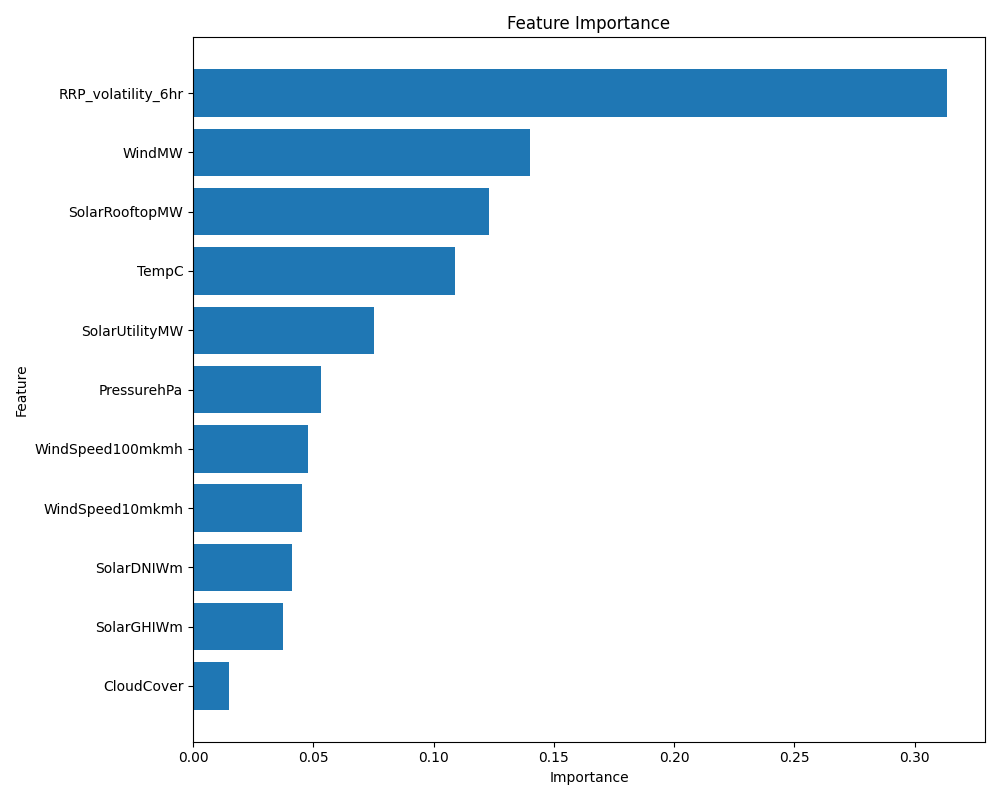 Feature Importance
RRP_volatility_6hr
WindMW
SolarRooftopMW
TempC
SolarUtilityMW
PressurehPa
WindSpeed100mkmh
WindSpeed10mkmh
SolarDNIWm
SolarGHIWm
CloudCover
Feature
0.00 0.05 0.10 0.15 0.20 0.25 0.30
Importance